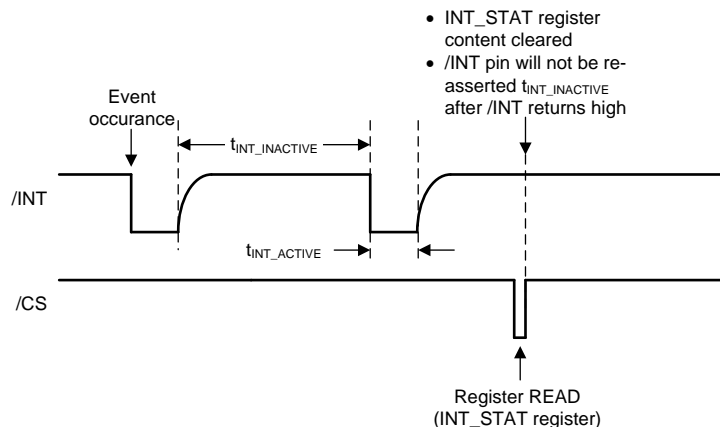 • INT_STAT register
content cleared
• /INT pin will not be re-
asserted tINT_INACTIVE
after /INT returns high
Event
occurance
tINT_INACTIVE
/INT
tINT_ACTIVE
/CS
Register READ
(INT_STAT register)